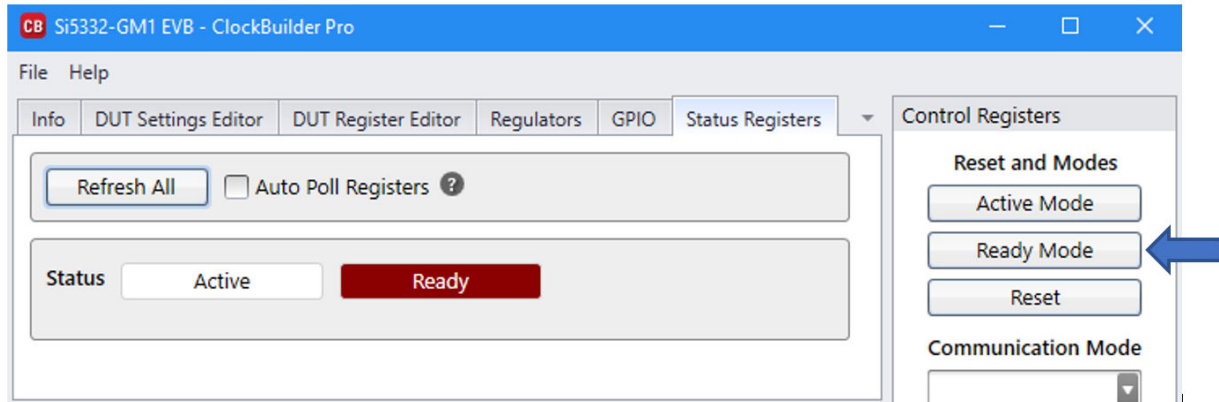 CB Si5332-GM1 EVB - ClockBuilder Pro
File Help
Info DUT Settings Editor DUT Register Editor Regulators GPIO Status Registers
Refresh All Auto Poll Registers ?
Status Active Ready
Control Registers
Reset and Modes
Active Mode
Ready Mode
Reset
Communication Mode